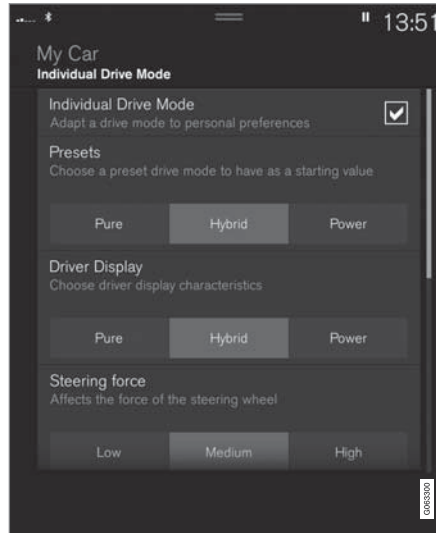 13:51
My Car
Individual Drive Mode
Individual Drive Mode
Adapt a drive mode to personal preferences
Presets
Choose a preset drive mode to have as a starting value
Pure Hybrid Power
Driver Display
Choose driver display characteristics
Pure Hybrid Power
Steering force
Affects the force of the steering wheel
Low Medium High
G063300